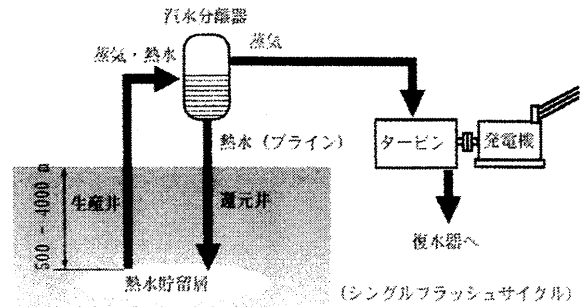 汽水分離器
蒸気・熱水
蒸気
熱水 (ブライン)
タービン
発電機
生産井
還元井
500 - 4000 m
熱水貯留層
復水器へ
(シングルフラッシュサイクル)